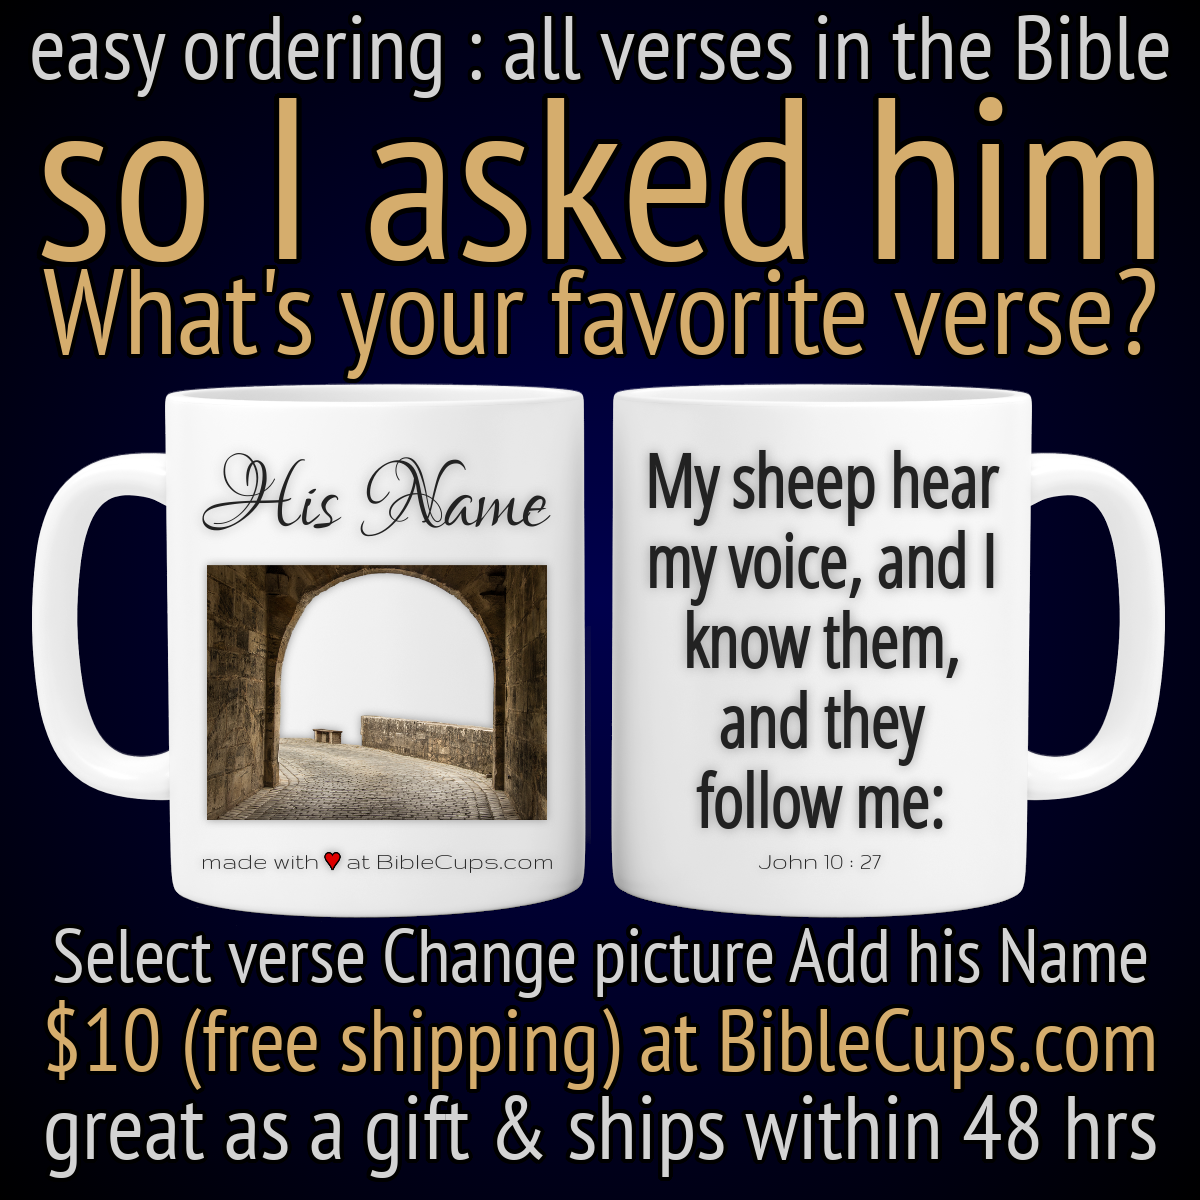 easy ordering : all verses in the Bible
so I asked him
What's your favorite verse?
His Name
made with ♥ at BibleCups.com
My sheep hear
my voice, and I
know them,
and they
follow me:
John 10 : 27
Select verse Change picture Add his Name
$10 (free shipping) at BibleCups.com
great as a gift & ships within 48 hrs